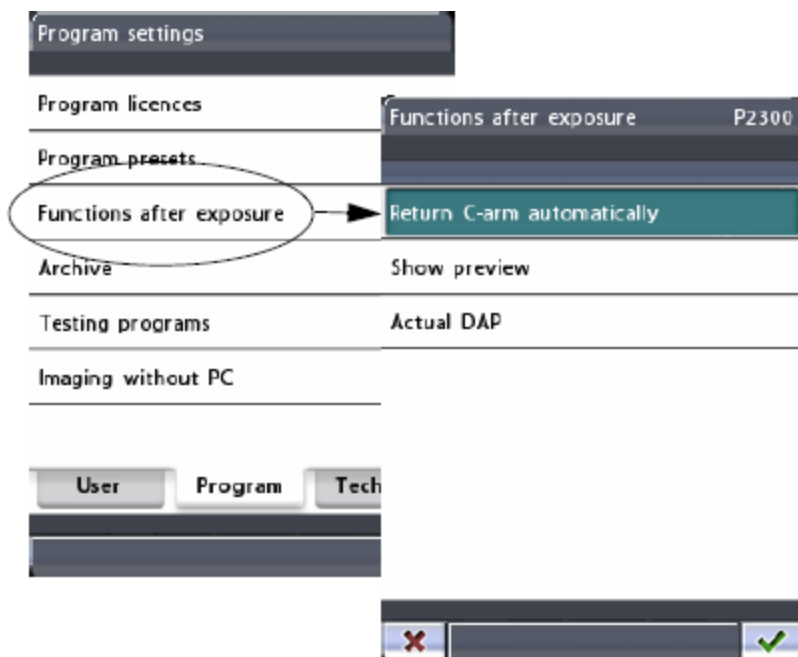 Program settings
Program licences
Program presets
Functions after exposure
Archive
Testing programs
Imaging without PC
User Program Tech
Functions after exposure P2300
Return C-arm automatically
Show preview
Actual DAP